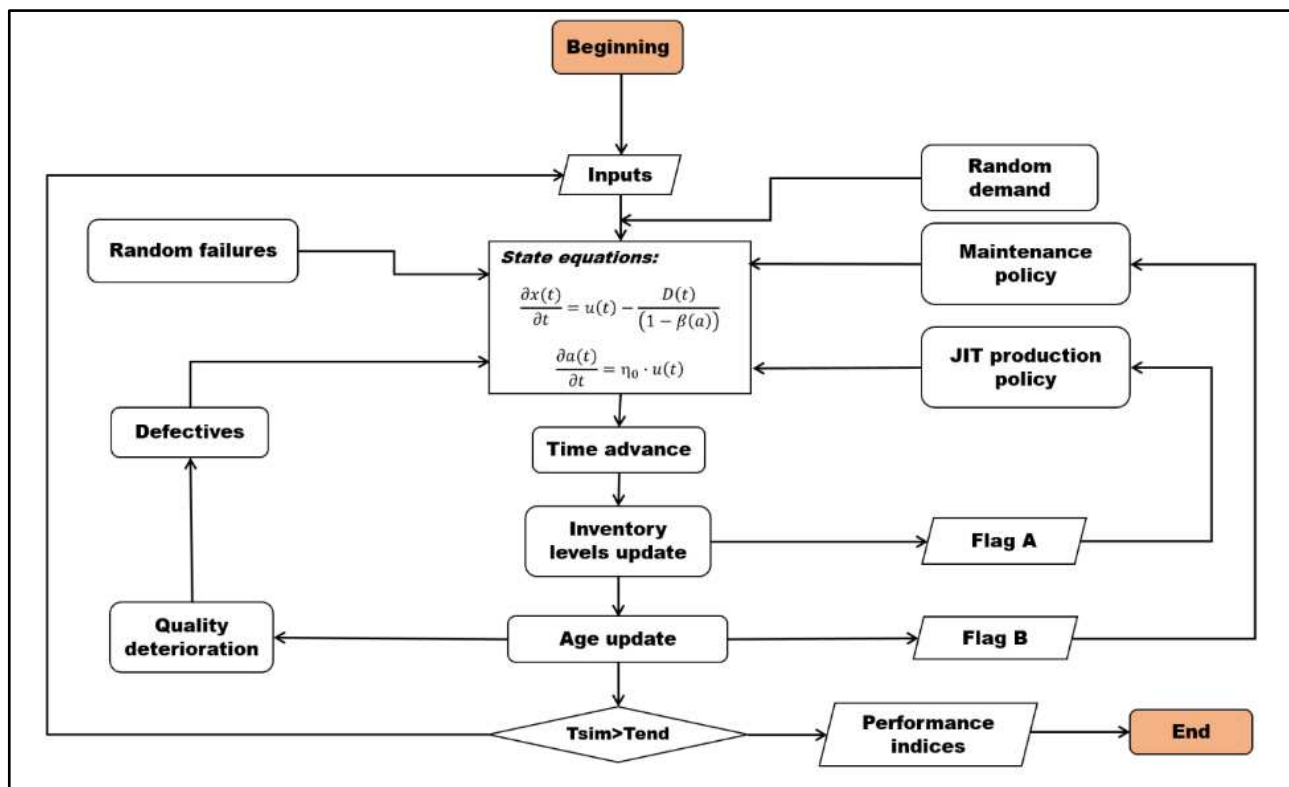 Beginning
Inputs
Random
demand
Random failures
State equations:
∂x(t)/∂t = u(t) − D(t)/(1 − β(a))
∂a(t)/∂t = η₀ · u(t)
Maintenance
policy
JIT production
policy
Defectives
Time advance
Inventory
levels update
Flag A
Quality
deterioration
Age update
Flag B
Tsim>Tend
Performance
indices
End